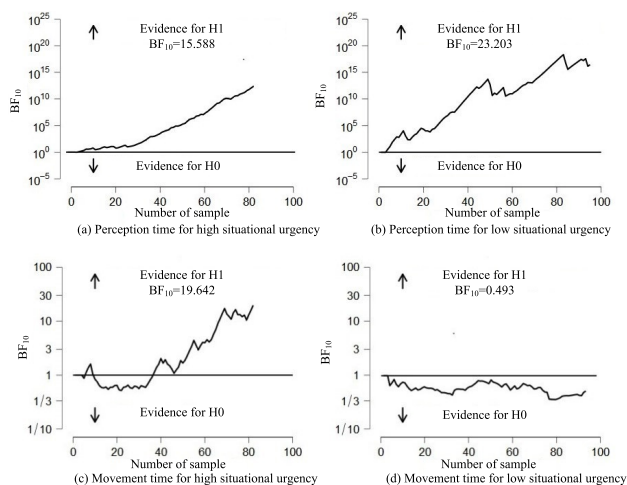 10^25
10^20
10^15
10^10
10^5
10^0
10^−5
BF10
Evidence for H1
BF10=15.588
Evidence for H0
0 20 40 60 80 100
Number of sample
(a) Perception time for high situational urgency
10^25
10^20
10^15
10^10
10^5
10^0
10^−5
BF10
Evidence for H1
BF10=23.203
Evidence for H0
0 20 40 60 80 100
Number of sample
(b) Perception time for low situational urgency
100
30
10
3
1
1/3
1/10
BF10
Evidence for H1
BF10=19.642
Evidence for H0
0 20 40 60 80 100
Number of sample
(c) Movement time for high situational urgency
100
30
10
3
1
1/3
1/10
BF10
Evidence for H1
BF10=0.493
Evidence for H0
0 20 40 60 80 100
Number of sample
(d) Movement time for low situational urgency